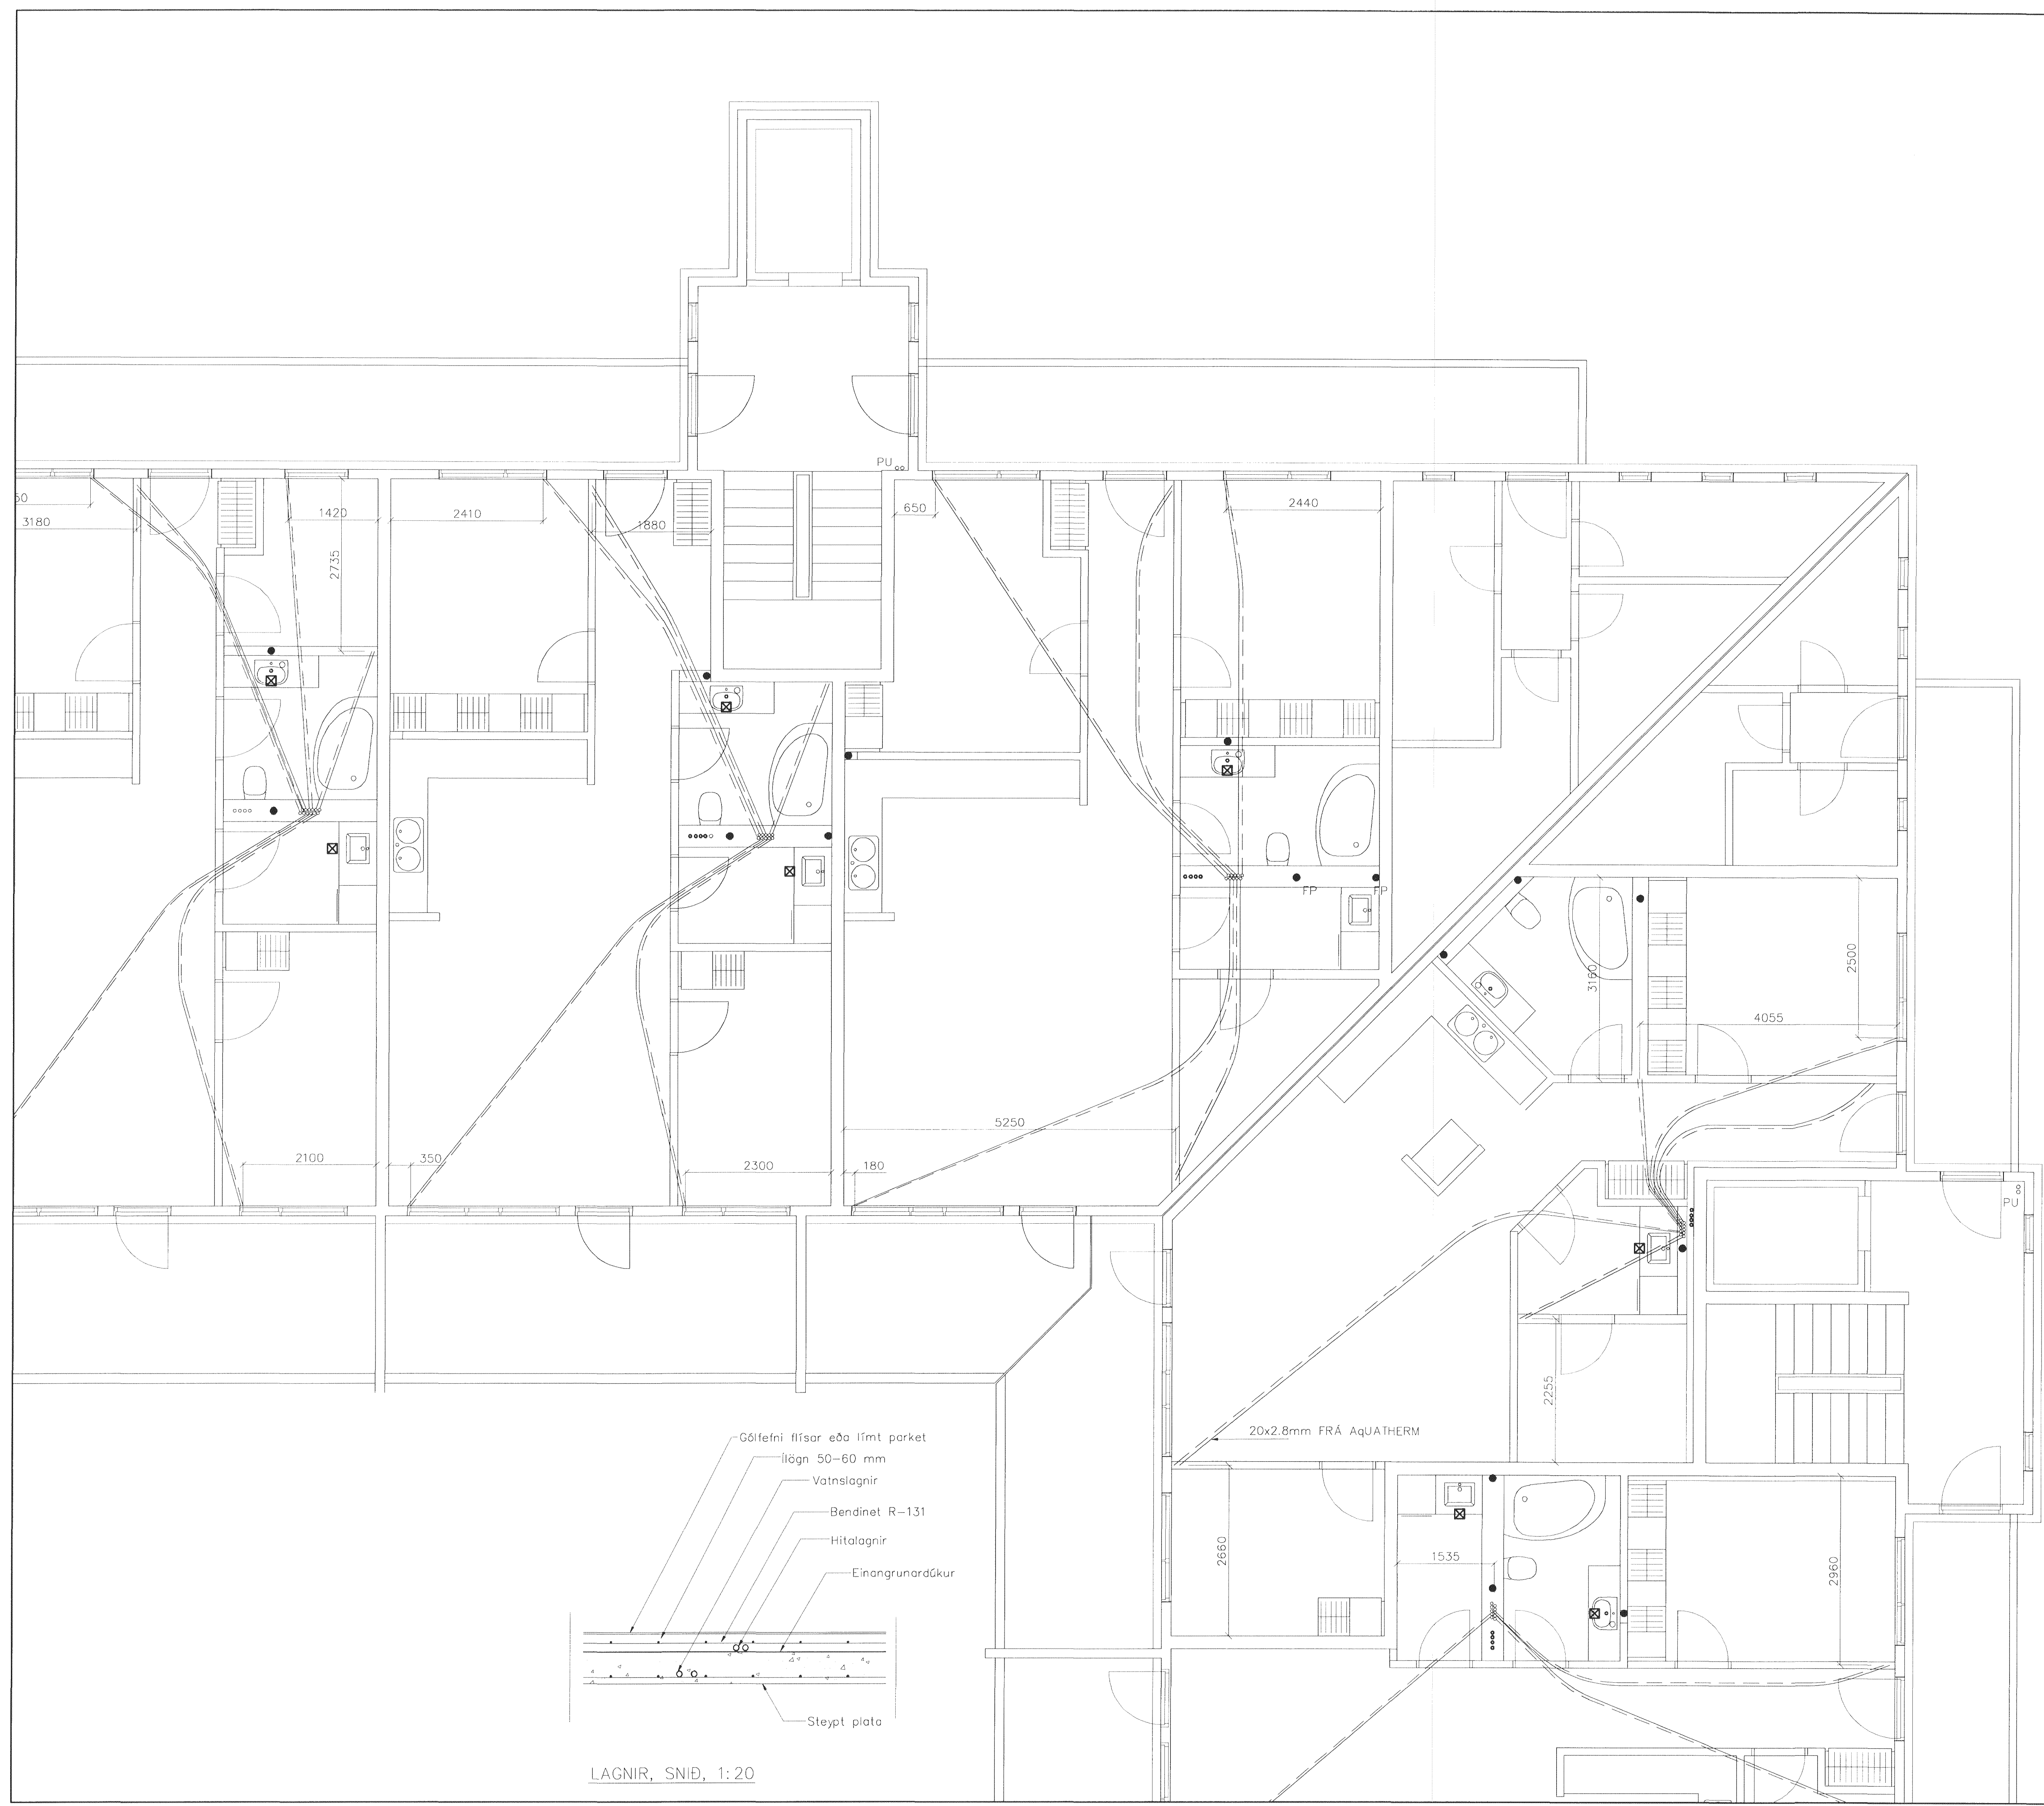 PU
50
3180
1420
2410
1880
650
2440
2735
FP
FP
3160
2500
4055
5250
2100
350
2300
180
PU
2255
20x2.8mm FRÁ AqUATHERM
Gólfefni flísar eða límt parket
Ílögn 50-60 mm
Vatnslagnir
Bendinet R-131
Hitalagnir
Einangrunardúkur
2660
1535
2960
Steypt plata
LAGNIR, SNIÐ, 1:20